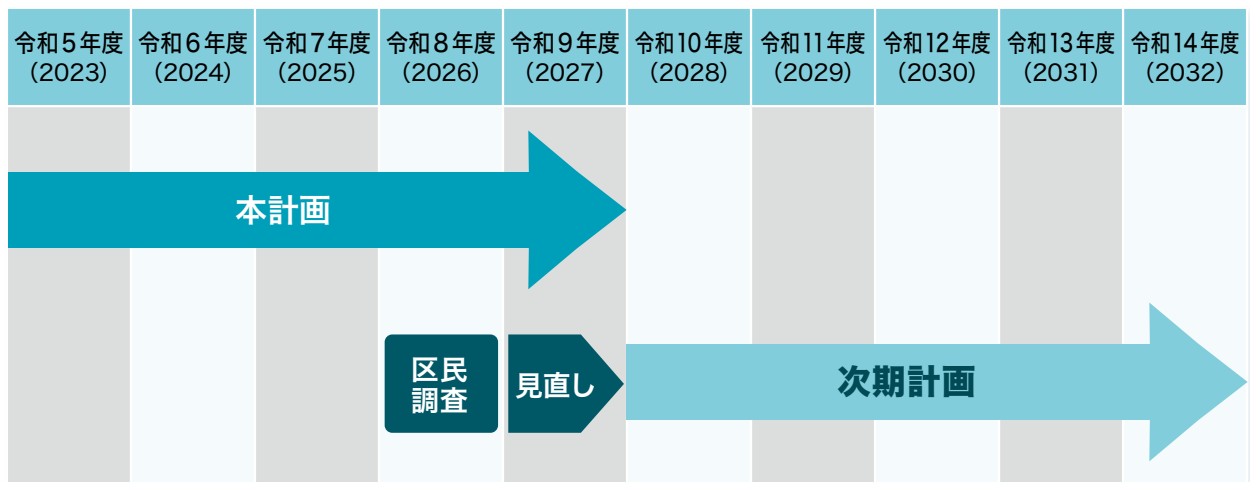 令和5年度 令和6年度 令和7年度 令和8年度 令和9年度 令和10年度 令和11年度 令和12年度 令和13年度 令和14年度
（2023） （2024） （2025） （2026） （2027） （2028） （2029） （2030） （2031） （2032）
本計画
区民
調査
見直し
次期計画